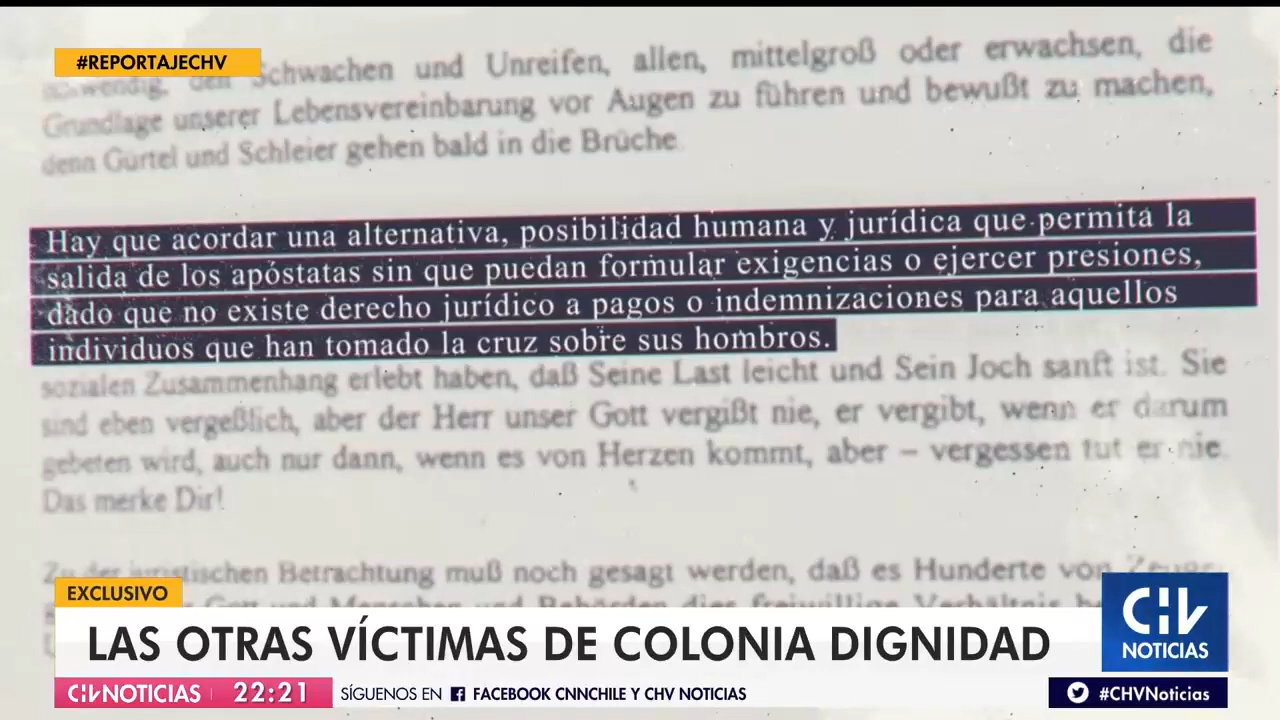 #REPORTAJECHV
Schwachen und Unreifen, allen, mittelgroß oder erwachsen, die
Grundlage unserer Lebensvereinbarung vor Augen zu führen und bewußt zu machen,
denn Gürtel und Schleier gehen bald in die Brüche.
Hay que acordar una alternativa, posibilidad humana y jurídica que permita la
salida de los apóstatas sin que puedan formular exigencias o ejercer presiones,
dado que no existe derecho jurídico a pagos o indemnizaciones para aquellos
individuos que han tomado la cruz sobre sus hombros.
sozialen Zusammenhang erlebt haben, daß Seine Last leicht und Sein Joch sanft ist. Sie
sind eben vergeßlich, aber der Herr unser Gott vergißt nie, er vergibt, wenn er darum
gebeten wird, auch nur dann, wenn es von Herzen kommt, aber – vergessen tut er nie.
Das merke Dir!
Zu der juristischen Betrachtung muß noch gesagt werden, daß es Hunderte von
EXCLUSIVO
LAS OTRAS VÍCTIMAS DE COLONIA DIGNIDAD
CHV NOTICIAS
CHV NOTICIAS 22:21 SÍGUENOS EN FACEBOOK CNNCHILE Y CHV NOTICIAS #CHVNoticias